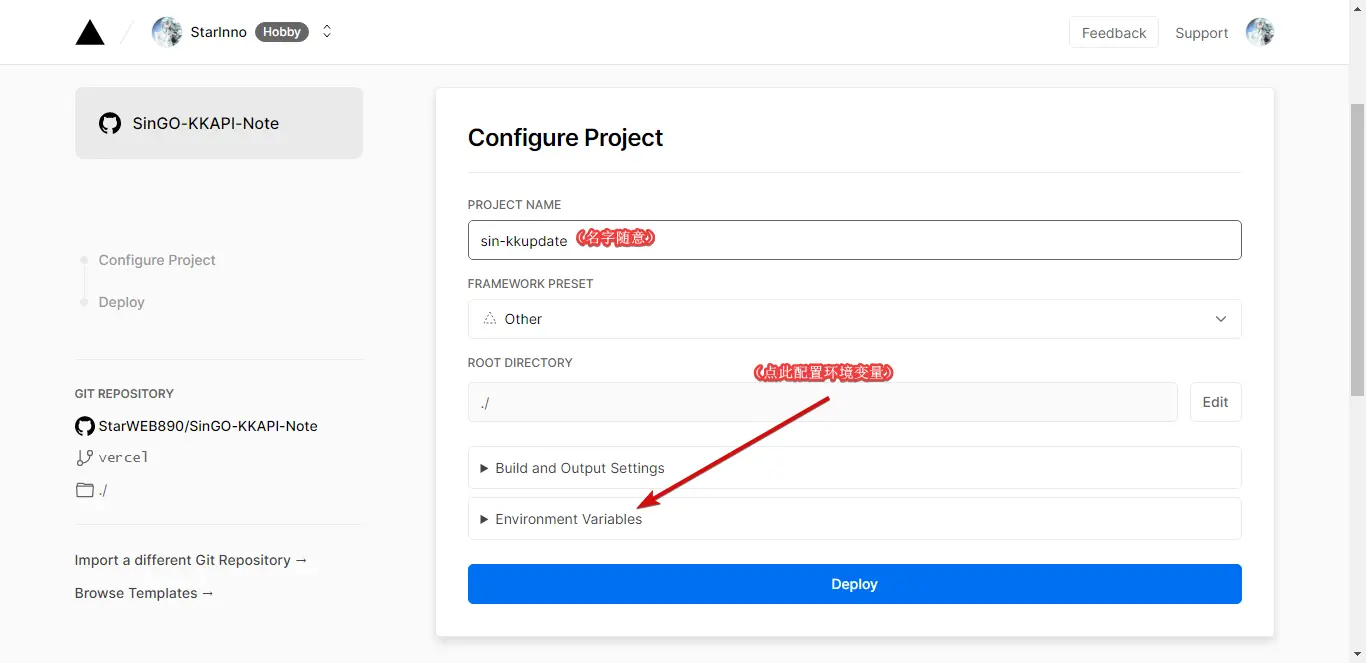 StarInno Hobby
Feedback Support
SinGO-KKAPI-Note
Configure Project
Deploy
GIT REPOSITORY
StarWEB890/SinGO-KKAPI-Note
vercel
./
Import a different Git Repository →
Browse Templates →
Configure Project
PROJECT NAME
sin-kkupdate (名字随意)
FRAMEWORK PRESET
Other
ROOT DIRECTORY
(点此配置环境变量)
./ Edit
Build and Output Settings
Environment Variables
Deploy